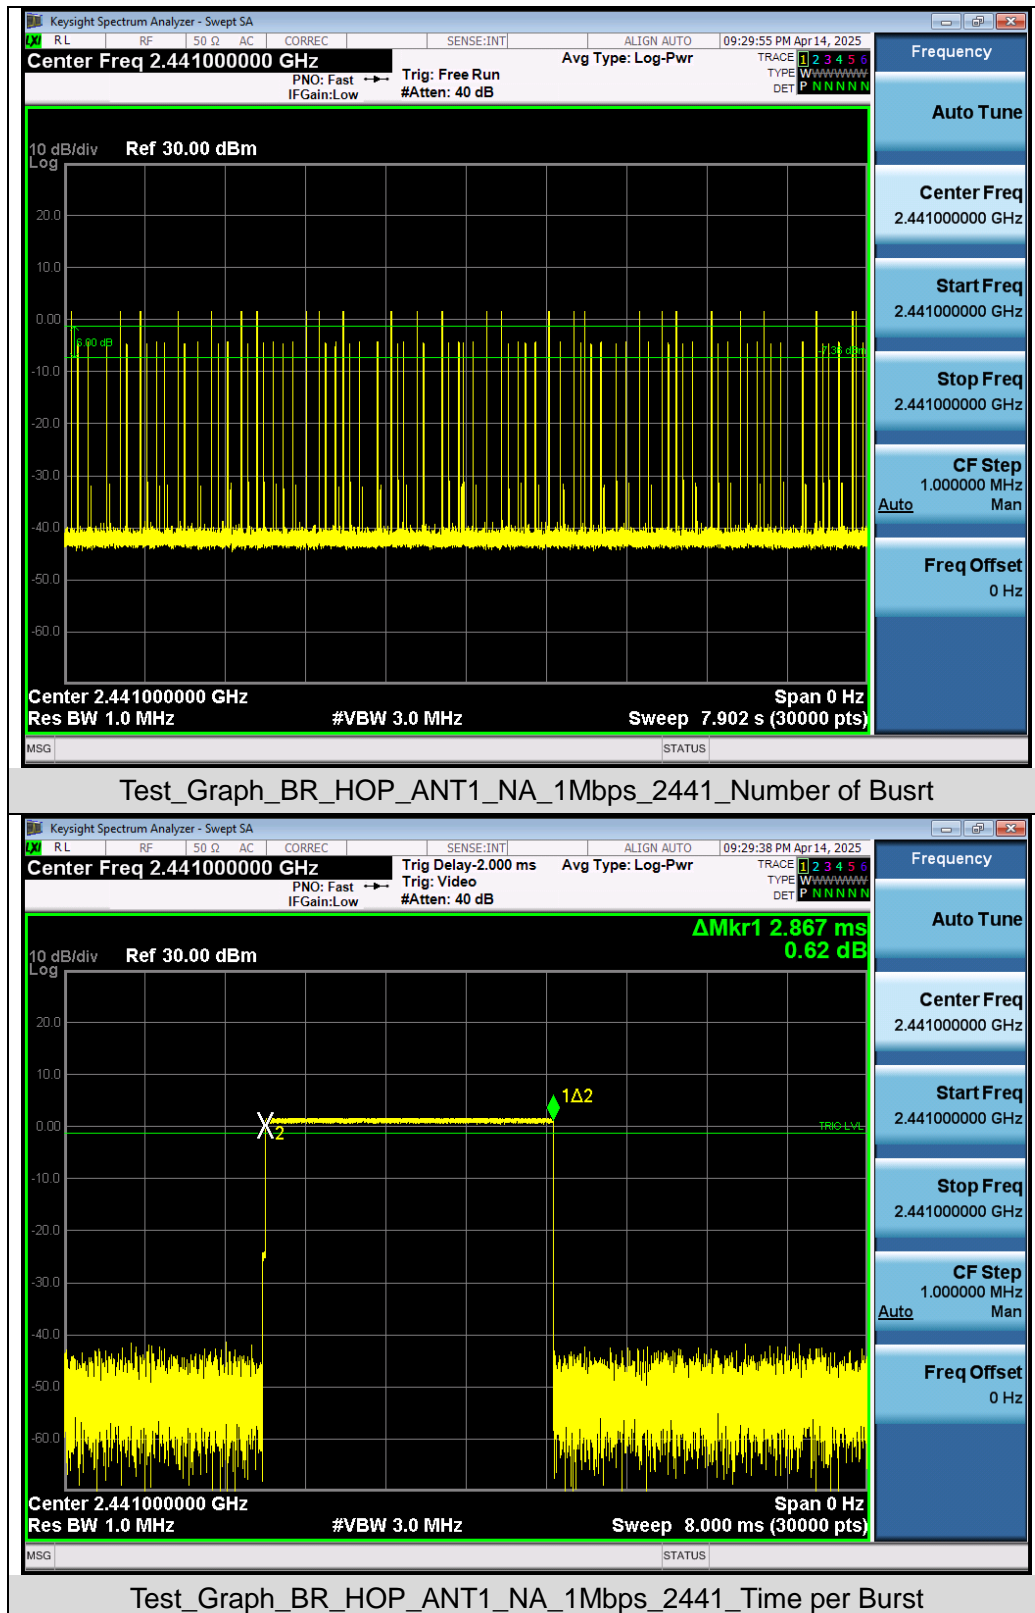 Keysight Spectrum Analyzer - Swept SA
LXI RL RF 50 Ω AC CORREC SENSE:INT ALIGN AUTO 09:29:55 PM Apr 14, 2025
Center Freq 2.441000000 GHz Avg Type: Log-Pwr TRACE 1 2 3 4 5 6
PNO: Fast Trig: Free Run TYPE WWWWWW
IFGain:Low #Atten: 40 dB DET P N N N N N
10 dB/div Ref 30.00 dBm
Log
20.0
10.0
0.00
6.00 dB
-7.36 dBm
-10.0
-20.0
-30.0
-40.0
-50.0
-60.0
Center 2.441000000 GHz Span 0 Hz
Res BW 1.0 MHz #VBW 3.0 MHz Sweep 7.902 s (30000 pts)
MSG STATUS
Frequency
Auto Tune
Center Freq
2.441000000 GHz
Start Freq
2.441000000 GHz
Stop Freq
2.441000000 GHz
CF Step
1.000000 MHz
Auto Man
Freq Offset
0 Hz
Test_Graph_BR_HOP_ANT1_NA_1Mbps_2441_Number of Busrt
Keysight Spectrum Analyzer - Swept SA
LXI RL RF 50 Ω AC CORREC SENSE:INT ALIGN AUTO 09:29:38 PM Apr 14, 2025
Center Freq 2.441000000 GHz Trig Delay-2.000 ms Avg Type: Log-Pwr TRACE 1 2 3 4 5 6
PNO: Fast Trig: Video TYPE WWWWWW
IFGain:Low #Atten: 40 dB DET P N N N N N
ΔMkr1 2.867 ms
0.62 dB
10 dB/div Ref 30.00 dBm
Log
20.0
10.0
1Δ2
0.00
2
TRIG LVL
-10.0
-20.0
-30.0
-40.0
-50.0
-60.0
Center 2.441000000 GHz Span 0 Hz
Res BW 1.0 MHz #VBW 3.0 MHz Sweep 8.000 ms (30000 pts)
MSG STATUS
Frequency
Auto Tune
Center Freq
2.441000000 GHz
Start Freq
2.441000000 GHz
Stop Freq
2.441000000 GHz
CF Step
1.000000 MHz
Auto Man
Freq Offset
0 Hz
Test_Graph_BR_HOP_ANT1_NA_1Mbps_2441_Time per Burst